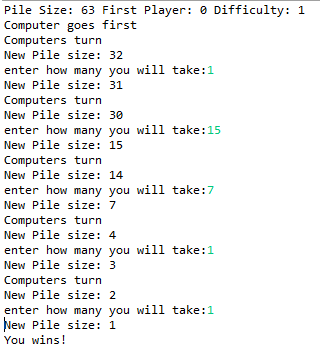 Pile Size: 63 First Player: 0 Difficulty: 1
Computer goes first
Computers turn
New Pile size: 32
enter how many you will take:1
New Pile size: 31
Computers turn
New Pile size: 30
enter how many you will take:15
New Pile size: 15
Computers turn
New Pile size: 14
enter how many you will take:7
New Pile size: 7
Computers turn
New Pile size: 4
enter how many you will take:1
New Pile size: 3
Computers turn
New Pile size: 2
enter how many you will take:1
New Pile size: 1
You wins!